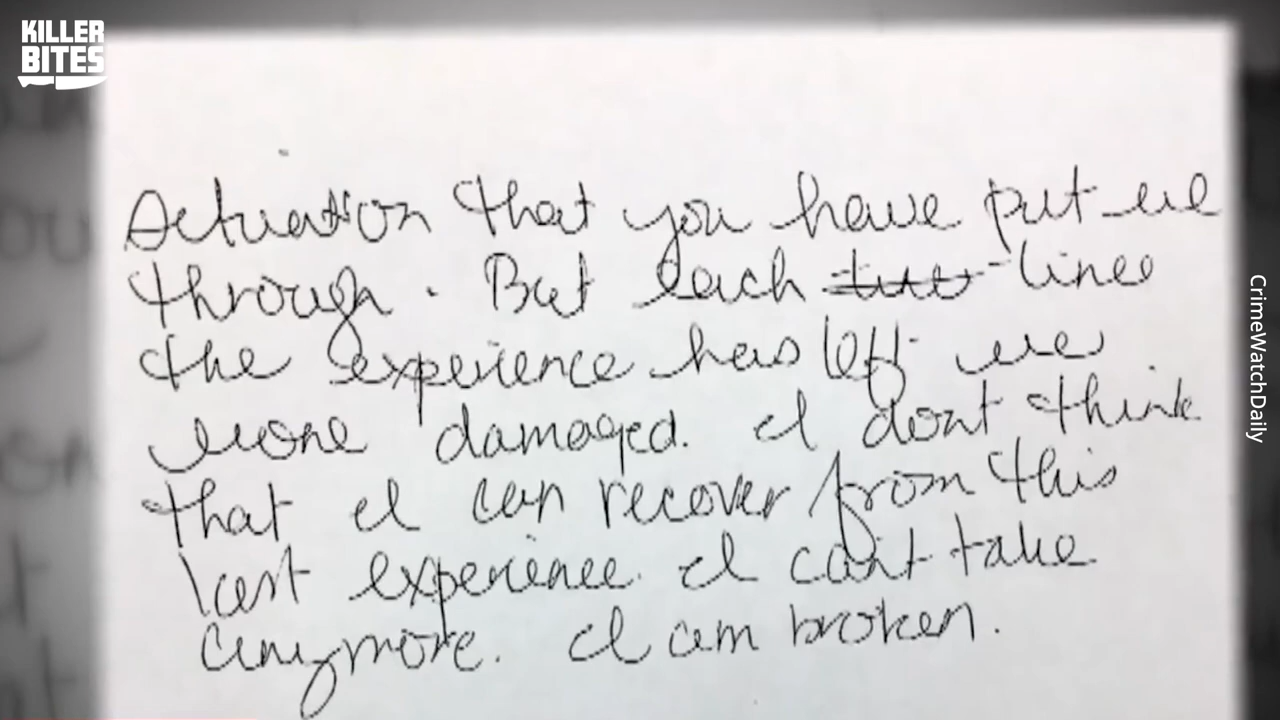 KILLER
BITES
Situation that you have put me
through. But each time
the experience has left me
more damaged. I dont think
that I can recover from this
last experience. I can't take
anymore. I am broken.
CrimeWatchDaily